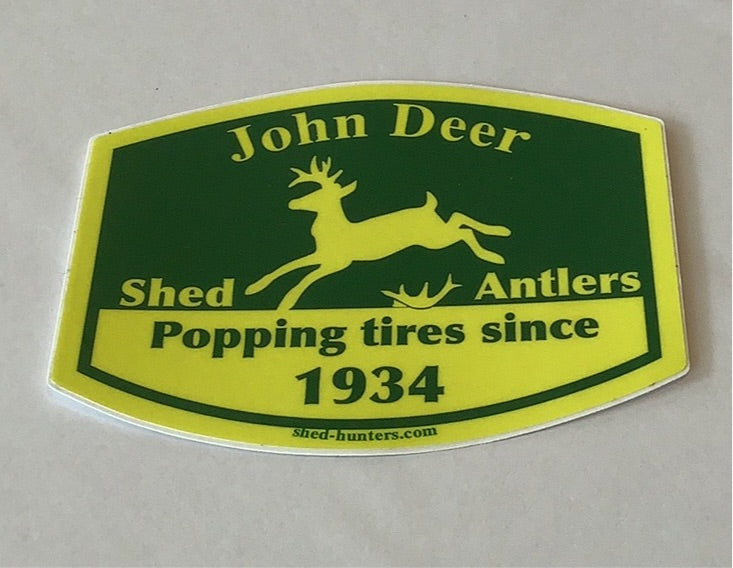 John Deer
Shed Antlers
Popping tires since
1934
shed-hunters.com